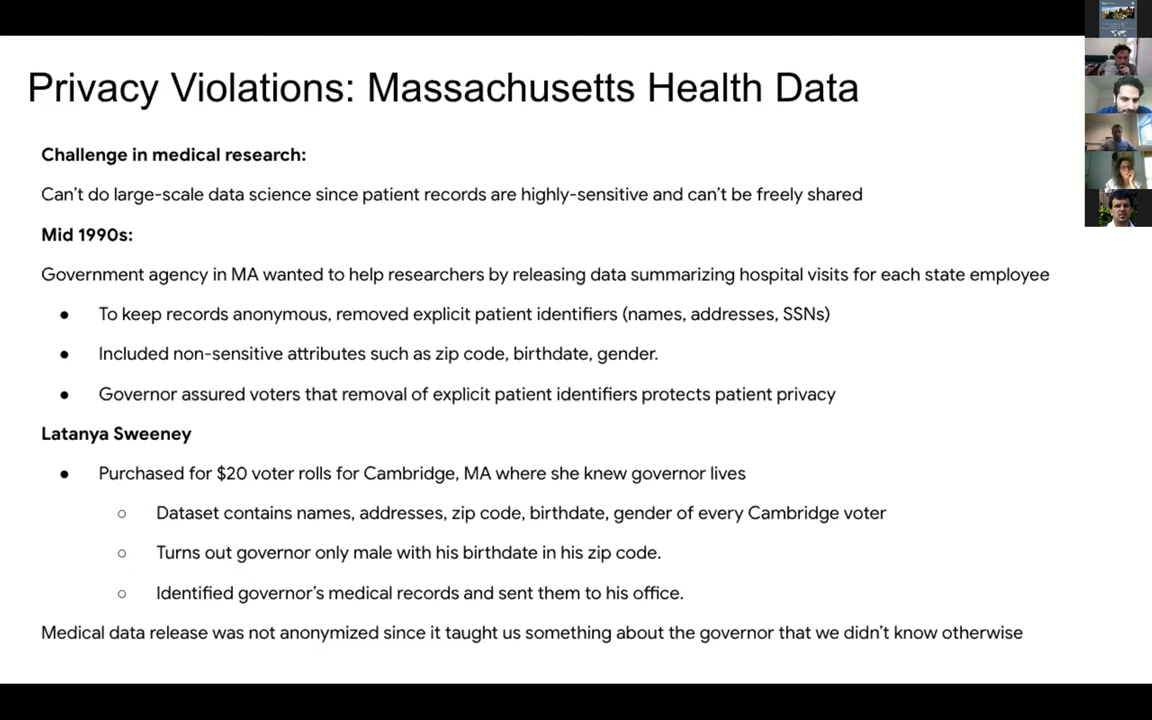 Privacy Violations: Massachusetts Health Data
Challenge in medical research:
Can't do large-scale data science since patient records are highly-sensitive and can't be freely shared
Mid 1990s:
Government agency in MA wanted to help researchers by releasing data summarizing hospital visits for each state employee
● To keep records anonymous, removed explicit patient identifiers (names, addresses, SSNs)
● Included non-sensitive attributes such as zip code, birthdate, gender.
● Governor assured voters that removal of explicit patient identifiers protects patient privacy
Latanya Sweeney
● Purchased for $20 voter rolls for Cambridge, MA where she knew governor lives
○ Dataset contains names, addresses, zip code, birthdate, gender of every Cambridge voter
○ Turns out governor only male with his birthdate in his zip code.
○ Identified governor's medical records and sent them to his office.
Medical data release was not anonymized since it taught us something about the governor that we didn't know otherwise